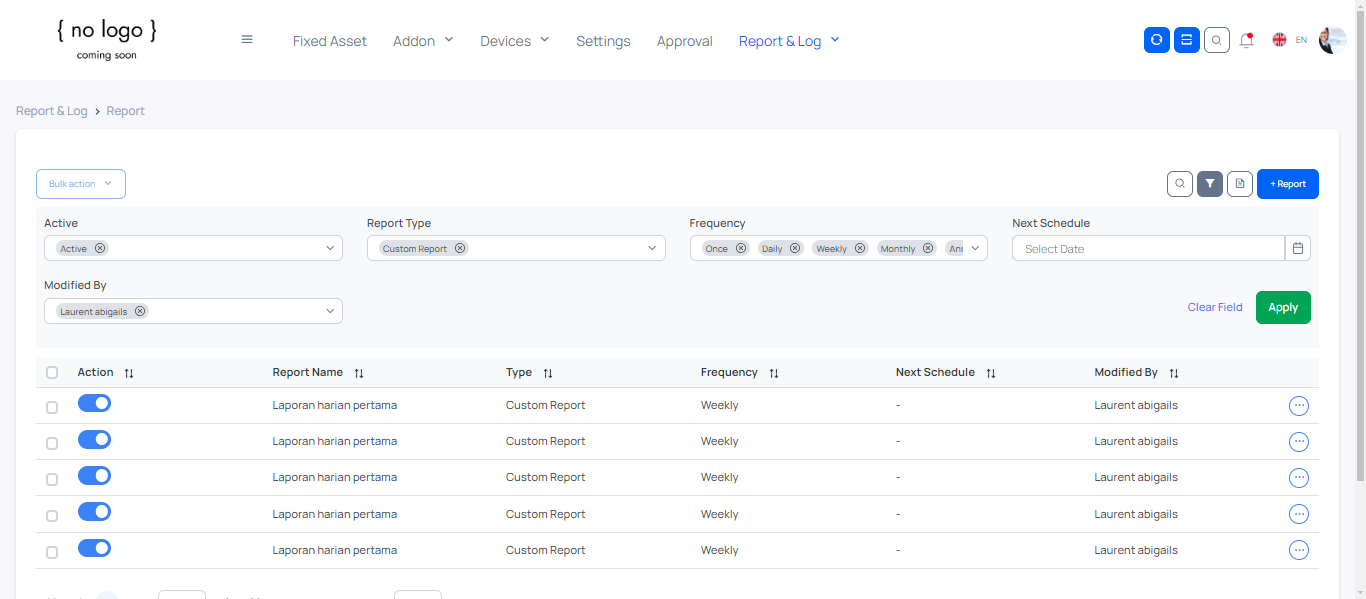 { no logo }
coming soon
Fixed Asset Addon Devices Settings Approval Report & Log EN
Report & Log > Report
Bulk action + Report
Active Report Type Frequency Next Schedule
Active Custom Report Once Daily Weekly Monthly Select Date
Modified By
Laurent abigails Clear Field Apply
Action Report Name Type Frequency Next Schedule Modified By
Laporan harian pertama Custom Report Weekly - Laurent abigails
Laporan harian pertama Custom Report Weekly - Laurent abigails
Laporan harian pertama Custom Report Weekly - Laurent abigails
Laporan harian pertama Custom Report Weekly - Laurent abigails
Laporan harian pertama Custom Report Weekly - Laurent abigails